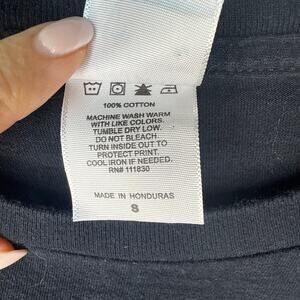 100% COTTON
MACHINE WASH WARM
WITH LIKE COLORS.
TUMBLE DRY LOW.
DO NOT BLEACH.
TURN INSIDE OUT TO
PROTECT PRINT.
COOL IRON IF NEEDED.
RN# 111830
MADE IN HONDURAS
S